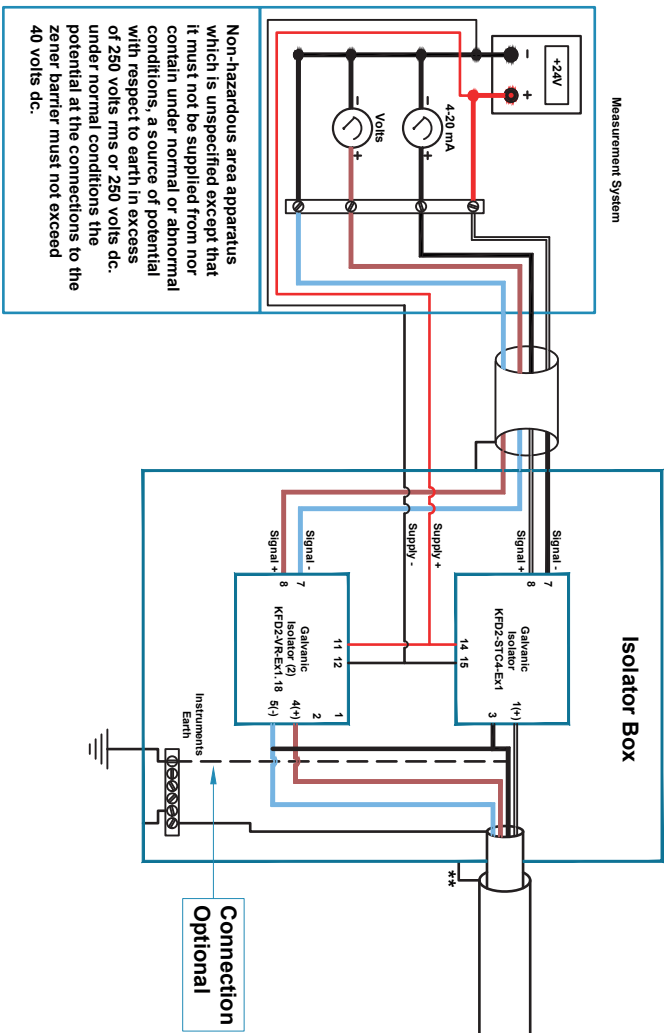 Measurement System
+24V
-
+
4-20 mA
-
+
Volts
-
+
Non-hazardous area apparatus
which is unspecified except that
it must not be supplied from nor
contain under normal or abnormal
conditions, a source of potential
with respect to earth in excess
of 250 volts rms or 250 volts dc.
under normal conditions the
potential at the connections to the
zener barrier must not exceed
40 volts dc.
Isolator Box
Signal -
7
Signal +
8
Galvanic
Isolator
KFD2-STC4-Ex1
1(+)
3
14 15
Supply +
Supply -
Signal -
7
Signal +
8
Galvanic
Isolator (2)
KFD2-VR-Ex1.18
11 12
1
2
4(+)
5(-)
Instruments
Earth
**
Connection
Optional